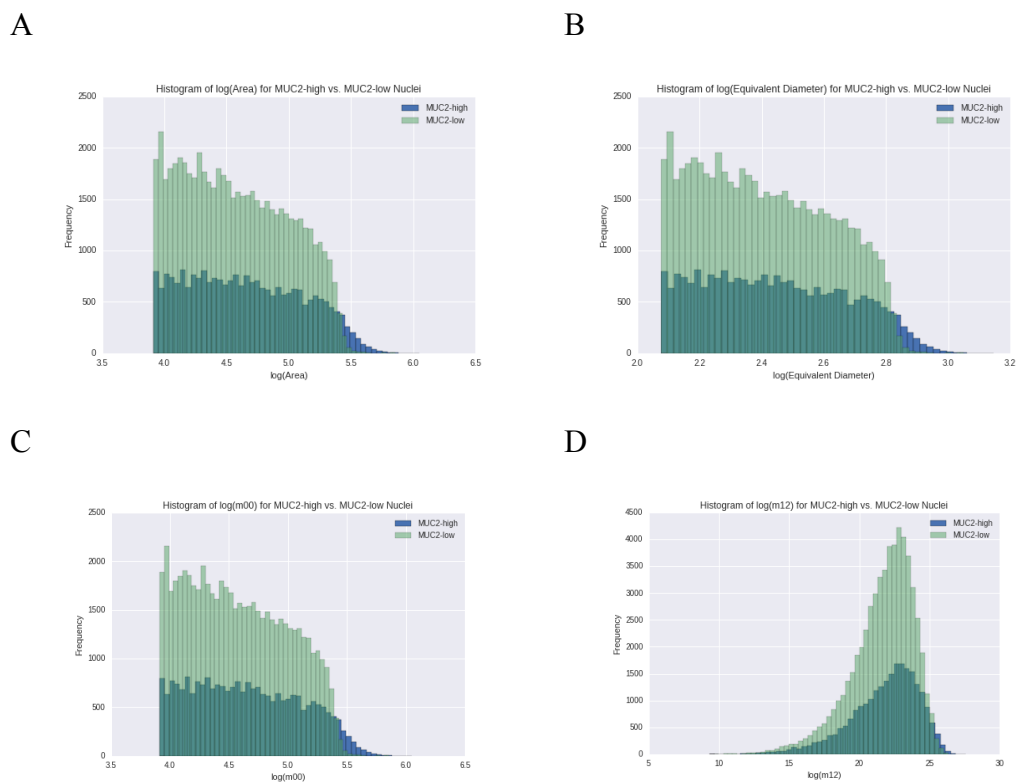 A
B
Histogram of log(Area) for MUC2-high vs. MUC2-low Nuclei
MUC2-high
MUC2-low
2500
2000
1500
1000
500
0
Frequency
3.5 4.0 4.5 5.0 5.5 6.0 6.5
log(Area)
Histogram of log(Equivalent Diameter) for MUC2-high vs. MUC2-low Nuclei
MUC2-high
MUC2-low
2500
2000
1500
1000
500
0
Frequency
2.0 2.2 2.4 2.6 2.8 3.0 3.2
log(Equivalent Diameter)
C
D
Histogram of log(m00) for MUC2-high vs. MUC2-low Nuclei
MUC2-high
MUC2-low
2500
2000
1500
1000
500
0
Frequency
3.5 4.0 4.5 5.0 5.5 6.0 6.5
log(m00)
Histogram of log(m12) for MUC2-high vs. MUC2-low Nuclei
MUC2-high
MUC2-low
4500
4000
3500
3000
2500
2000
1500
1000
500
0
Frequency
5 10 15 20 25 30
log(m12)